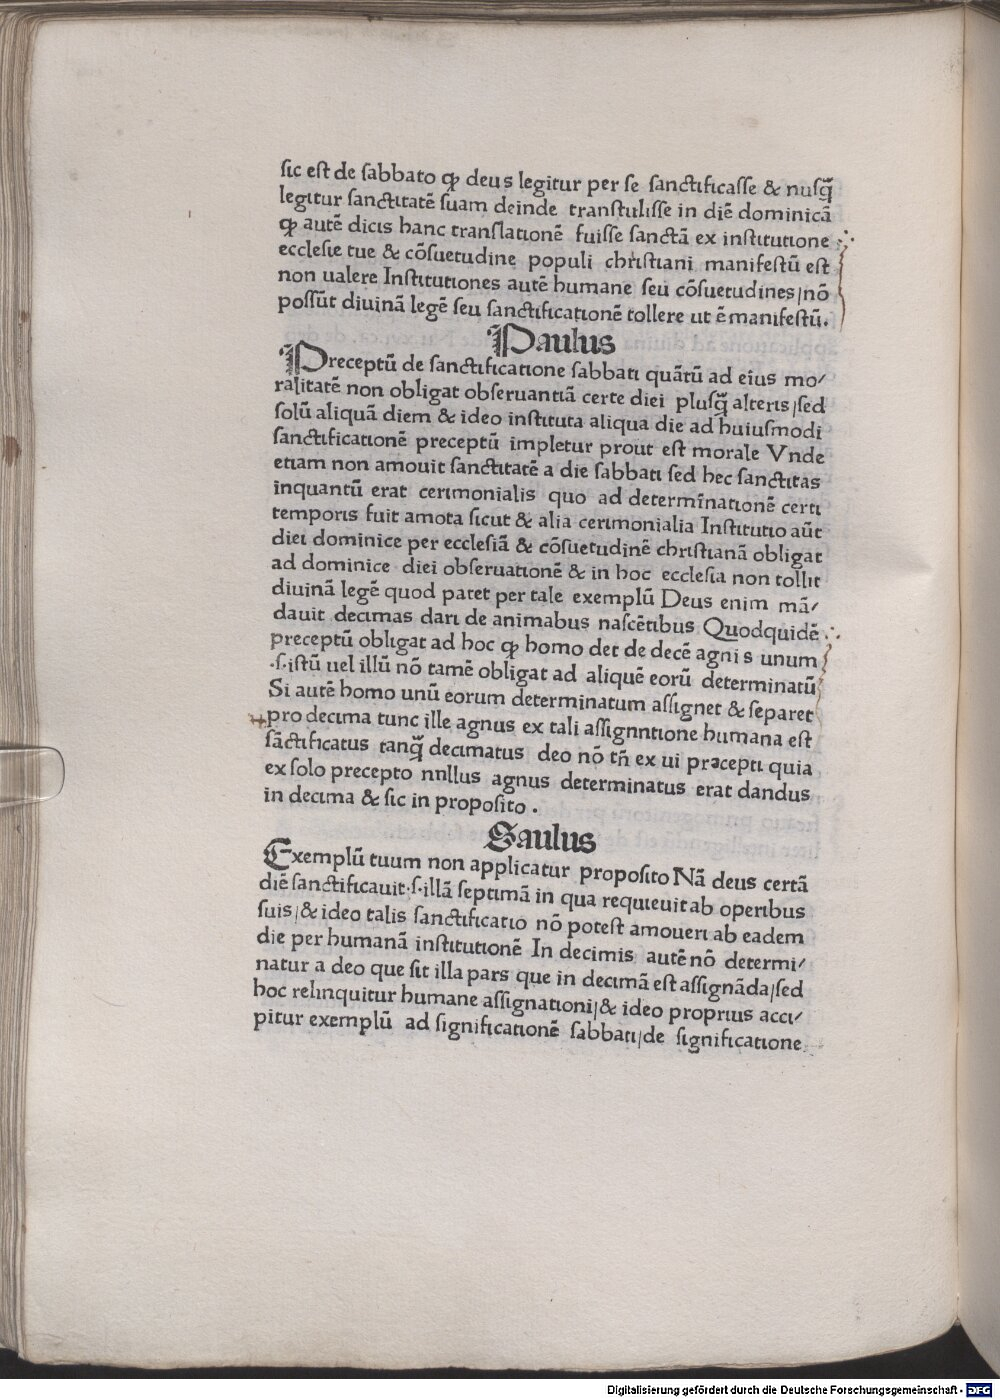 sic est de sabbato ꝙ deus legitur per se sanctificasse & nusq̄
legitur sanctitatē suam deinde transtulisse in diē dominicā
ꝙ autē dicis hanc translationē fuisse sanctā ex institutione
ecclesie tue & cōsuetudine populi christiani manifestū est
non ualere Institutiones autē humane seu cōsuetudines/nō
possūt diuinā legē seu sanctificationē tollere ut ē manifestū.
Paulus
Preceptū de sanctificatione sabbati quātū ad eius mo/
ralitatē non obligat obseruantiā certe diei plusq̄ alteris/sed
solū aliquā diem & ideo instituta aliqua die ad huiusmodi
sanctificationē preceptū impletur prout est morale Vnde
etiam non amouit sanctitatē a die sabbati sed hec sanctitas
inquantū erat cerimonialis quo ad determinationē certi
temporis fuit amota sicut & alia cerimonialia Institutio aūt
diei dominice per ecclesiā & cōsuetudinē christianā obligat
ad dominice diei obseruationē & in hoc ecclesia non tollit
diuinā legē quod patet per tale exemplū Deus enim mā/
dauit decimas dari de animabus nascētibus Quodquidē
preceptū obligat ad hoc ꝙ homo det de decē agnis unum
.s.istū uel illū nō tamē obligat ad aliquē eorū determinatū
Si autē homo unū eorum determinatum assignet & separet
pro decima tunc ille agnus ex tali assignntione humana est
sāctificatus tanq̄ decimatus deo nō tn̄ ex ui præcepti quia
ex solo precepto nnllus agnus determinatus erat dandus
in decima & sic in proposito .
Saulus
Exemplū tuum non applicatur proposito Nā deus certā
diē sanctificauit:s.illā septimā in qua requieuit ab operibus
suis/& ideo talis sanctificatio nō potest amoueri ab eadem
die per humanā institutionē In decimis autē nō determi/
natur a deo que sit illa pars que in decimā est assignāda/sed
hoc relinquitur humane assignationi/& ideo proprius acci/
pitur exemplū ad significationē sabbati/de significatione
Digitalisierung gefördert durch die Deutsche Forschungsgemeinschaft - DFG